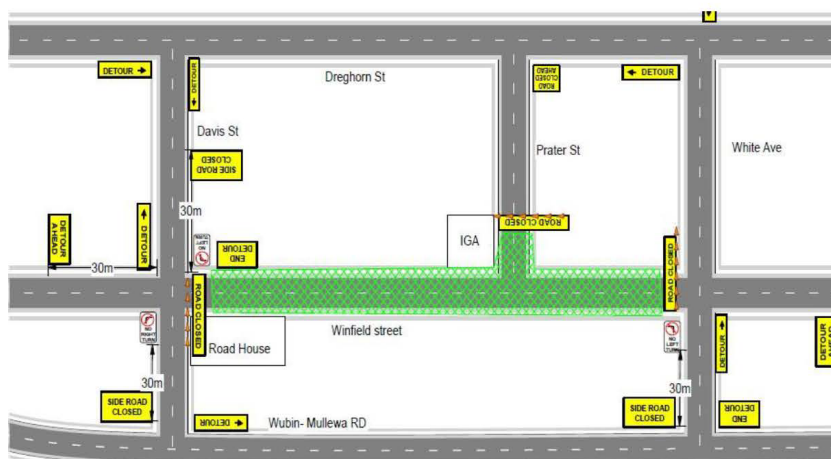 DETOUR
DETOUR
Dreghorn St
ROAD
CLOSED
AHEAD
DETOUR
Davis St
Prater St
White Ave
SIDE ROAD
CLOSED
30m
DETOUR
AHEAD
DETOUR
30m
NO
LEFT
TURN
END
DETOUR
IGA
ROAD CLOSED
ROAD CLOSED
ROAD CLOSED
Winfield street
NO
RIGHT
TURN
Road House
NO
LEFT
TURN
DETOUR
DETOUR
30m
30m
SIDE ROAD
CLOSED
DETOUR
Wubin- Mullewa RD
SIDE ROAD
CLOSED
END
DETOUR